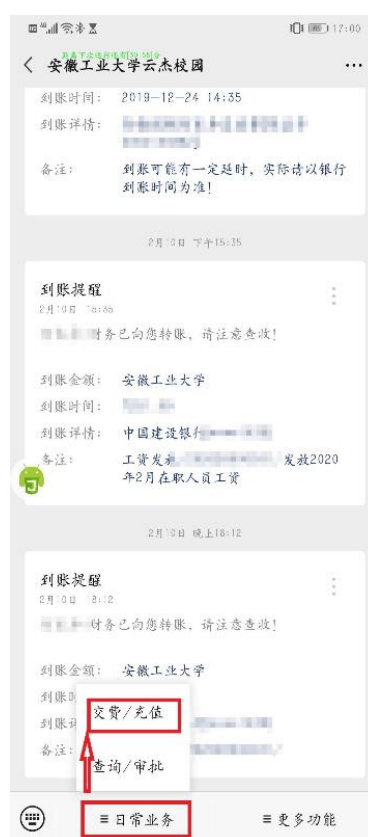 17:00
安徽工业大学云杰校园
到账时间： 2019-12-24 14:35
到账详情：
备注： 到账可能有一定延时，实际请以银行
到账时间为准！
2月10日 下午15:35
到账提醒
2月10日 15:35
财务已向您转账，请注意查收！
到账金额： 安徽工业大学
到账时间：
到账详情： 中国建设银行
备注： 工资发放 发放2020
年2月在职人员工资
2月10日 晚上18:12
到账提醒
2月10日 18:12
财务已向您转账，请注意查收！
到账金额： 安徽工业大学
到账
到账
备注：
交费/充值
查询/审批
日常业务
更多功能